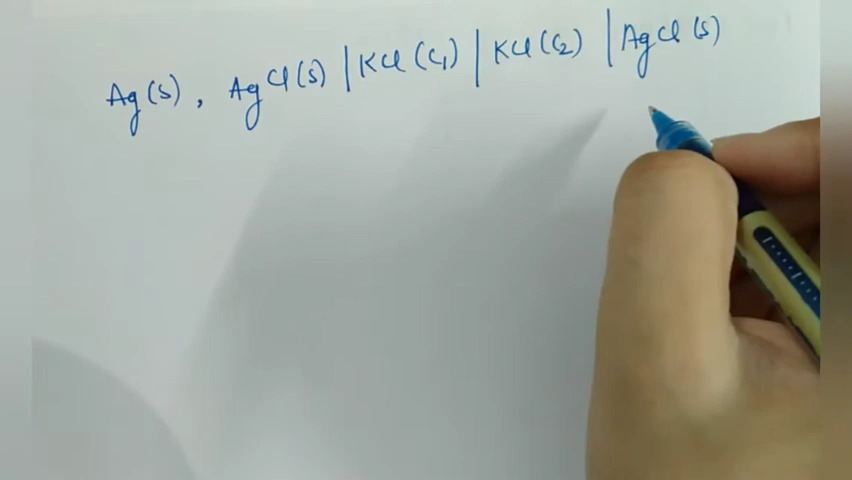 Ag(s), AgCl(s) | KCl(C₁) | KCl(C₂) | AgCl(s)